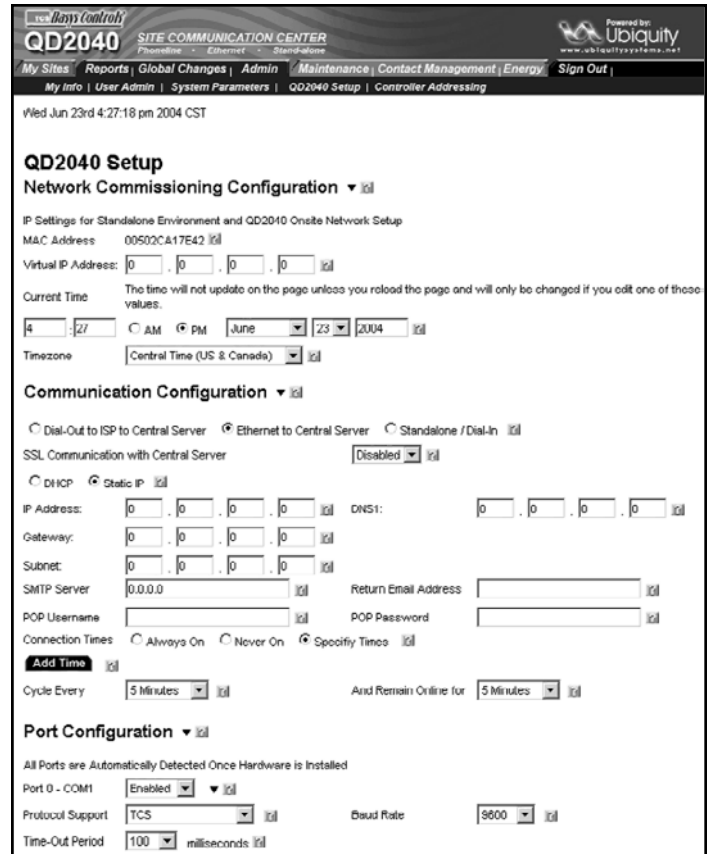 TCS Basys Controls
QD2040 SITE COMMUNICATION CENTER
Phoneline • Ethernet • Stand-alone
Powered by:
Ubiquity
www.ubiquitysystems.net
My Sites Reports | Global Changes | Admin Maintenance | Contact Management | Energy Sign Out |
My Info | User Admin | System Parameters | QD2040 Setup | Controller Addressing
Wed Jun 23rd 4:27:18 pm 2004 CST
QD2040 Setup
Network Commissioning Configuration
IP Settings for Standalone Environment and QD2040 Onsite Network Setup
MAC Address 00502CA17E42
Virtual IP Address: 0 . 0 . 0 . 0
Current Time The time will not update on the page unless you reload the page and will only be changed if you edit one of these values.
4 : 27 AM PM June 23 2004
Timezone Central Time (US & Canada)
Communication Configuration
Dial-Out to ISP to Central Server Ethernet to Central Server Standalone / Dial-In
SSL Communication with Central Server Disabled
DHCP Static IP
IP Address: 0 . 0 . 0 . 0 DNS1: 0 . 0 . 0 . 0
Gateway: 0 . 0 . 0 . 0
Subnet: 0 . 0 . 0 . 0
SMTP Server 0.0.0.0 Return Email Address
POP Username POP Password
Connection Times Always On Never On Specifiy Times
Add Time
Cycle Every 5 Minutes And Remain Online for 5 Minutes
Port Configuration
All Ports are Automatically Detected Once Hardware is Installed
Port 0 - COM1 Enabled
Protocol Support TCS Baud Rate 9600
Time-Out Period 100 milliseconds